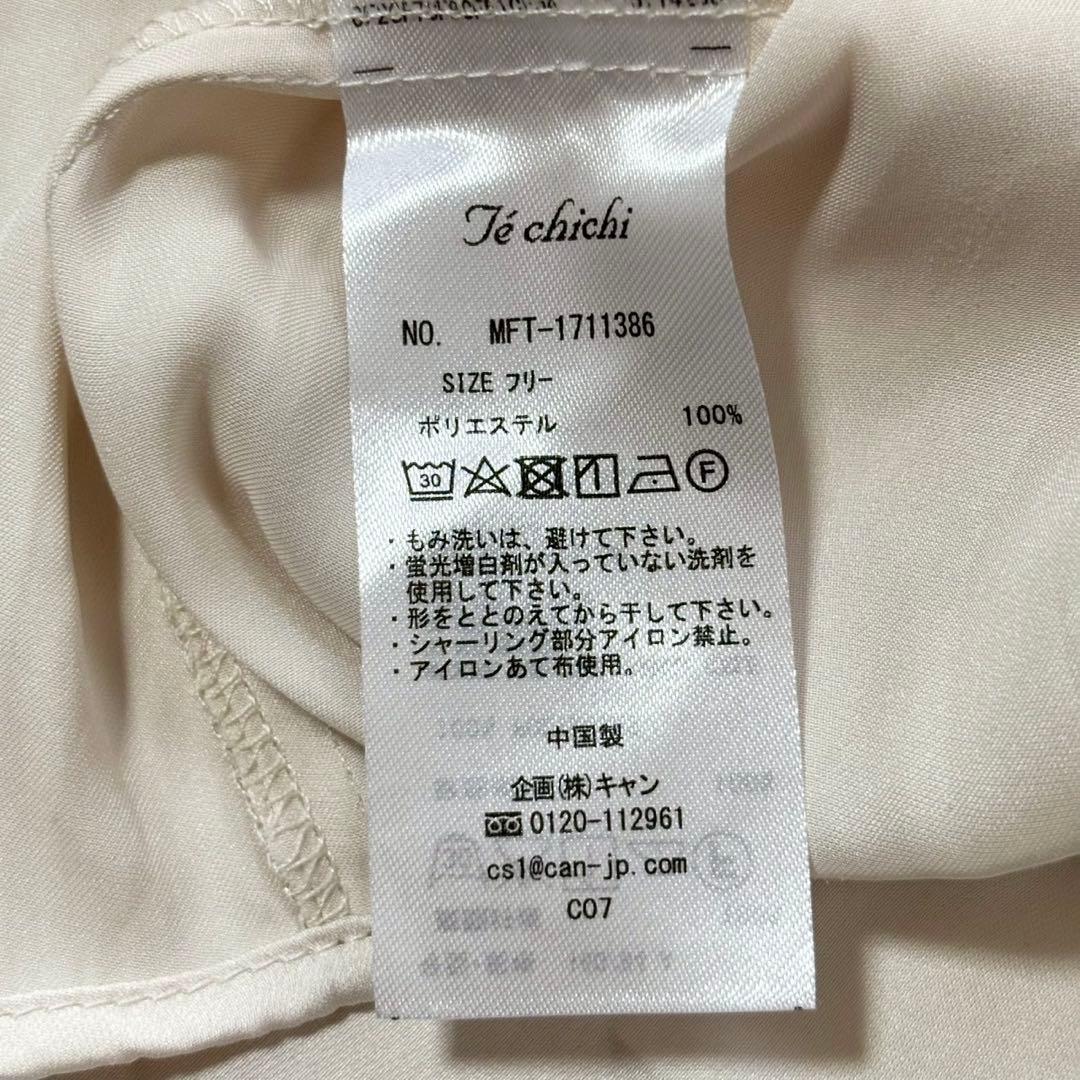 Té chichi
NO. MFT-1711386
SIZE フリー
ポリエステル 100%
30 F
・もみ洗いは、避けて下さい。
・蛍光増白剤が入っていない洗剤を
使用して下さい。
・形をととのえてから干して下さい。
・シャーリング部分アイロン禁止。
・アイロンあて布使用。
中国製
企画(株)キャン
0120-112961
cs1@can-jp.com
C07